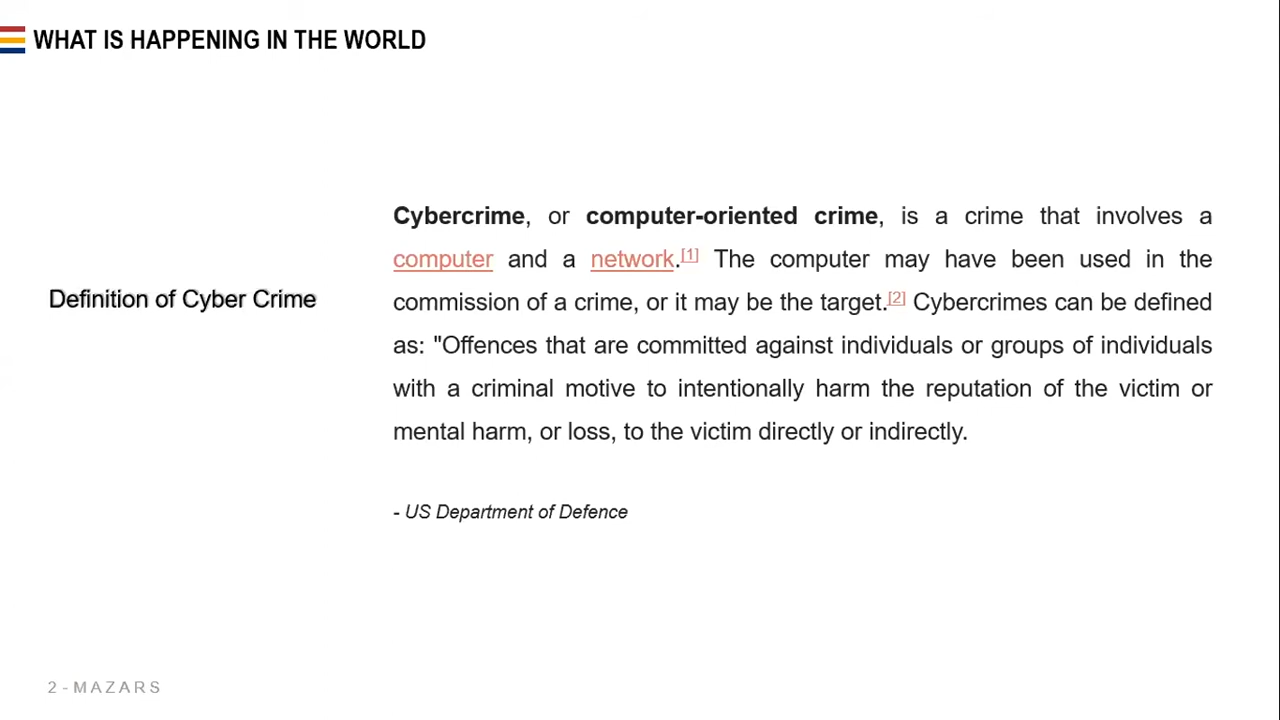 WHAT IS HAPPENING IN THE WORLD
Definition of Cyber Crime
Cybercrime, or computer-oriented crime, is a crime that involves a
computer and a network.[1] The computer may have been used in the
commission of a crime, or it may be the target.[2] Cybercrimes can be defined
as: "Offences that are committed against individuals or groups of individuals
with a criminal motive to intentionally harm the reputation of the victim or
mental harm, or loss, to the victim directly or indirectly.
- US Department of Defence
2 - MAZARS